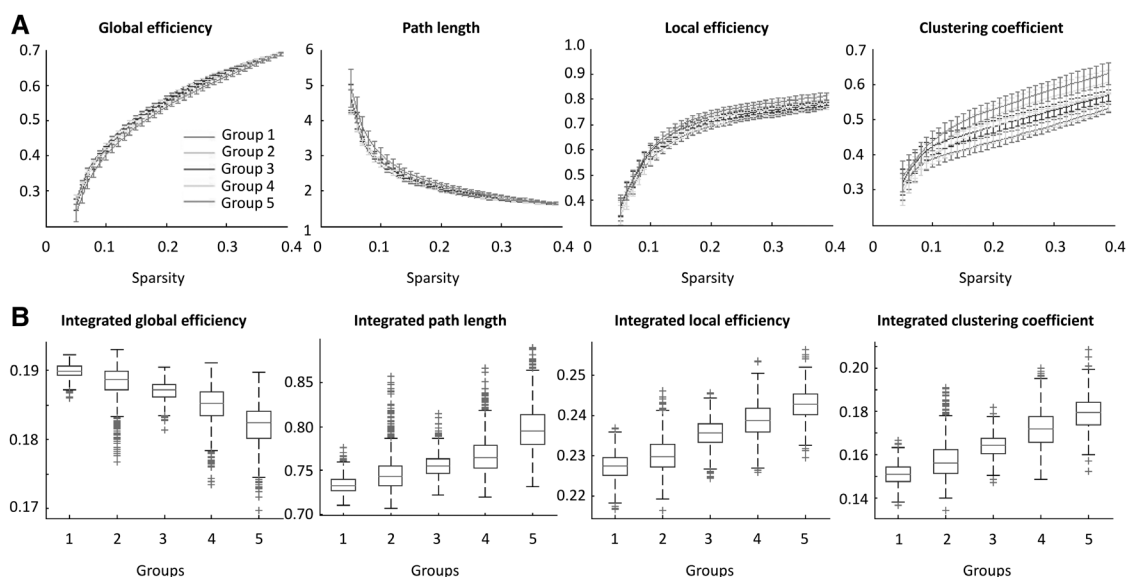 A
Global efficiency
0.7
0.6
0.5
0.4
0.3
0 0.1 0.2 0.3 0.4
Sparsity
Group 1
Group 2
Group 3
Group 4
Group 5
Path length
6
5
4
3
2
1
0 0.1 0.2 0.3 0.4
Sparsity
Local efficiency
1.0
0.9
0.8
0.7
0.6
0.5
0.4
0 0.1 0.2 0.3 0.4
Sparsity
Clustering coefficient
0.7
0.6
0.5
0.4
0.3
0 0.1 0.2 0.3 0.4
Sparsity
B
Integrated global efficiency
0.19
0.18
0.17
1 2 3 4 5
Groups
Integrated path length
0.85
0.80
0.75
0.70
1 2 3 4 5
Groups
Integrated local efficiency
0.25
0.24
0.23
0.22
1 2 3 4 5
Groups
Integrated clustering coefficient
0.20
0.18
0.16
0.14
1 2 3 4 5
Groups